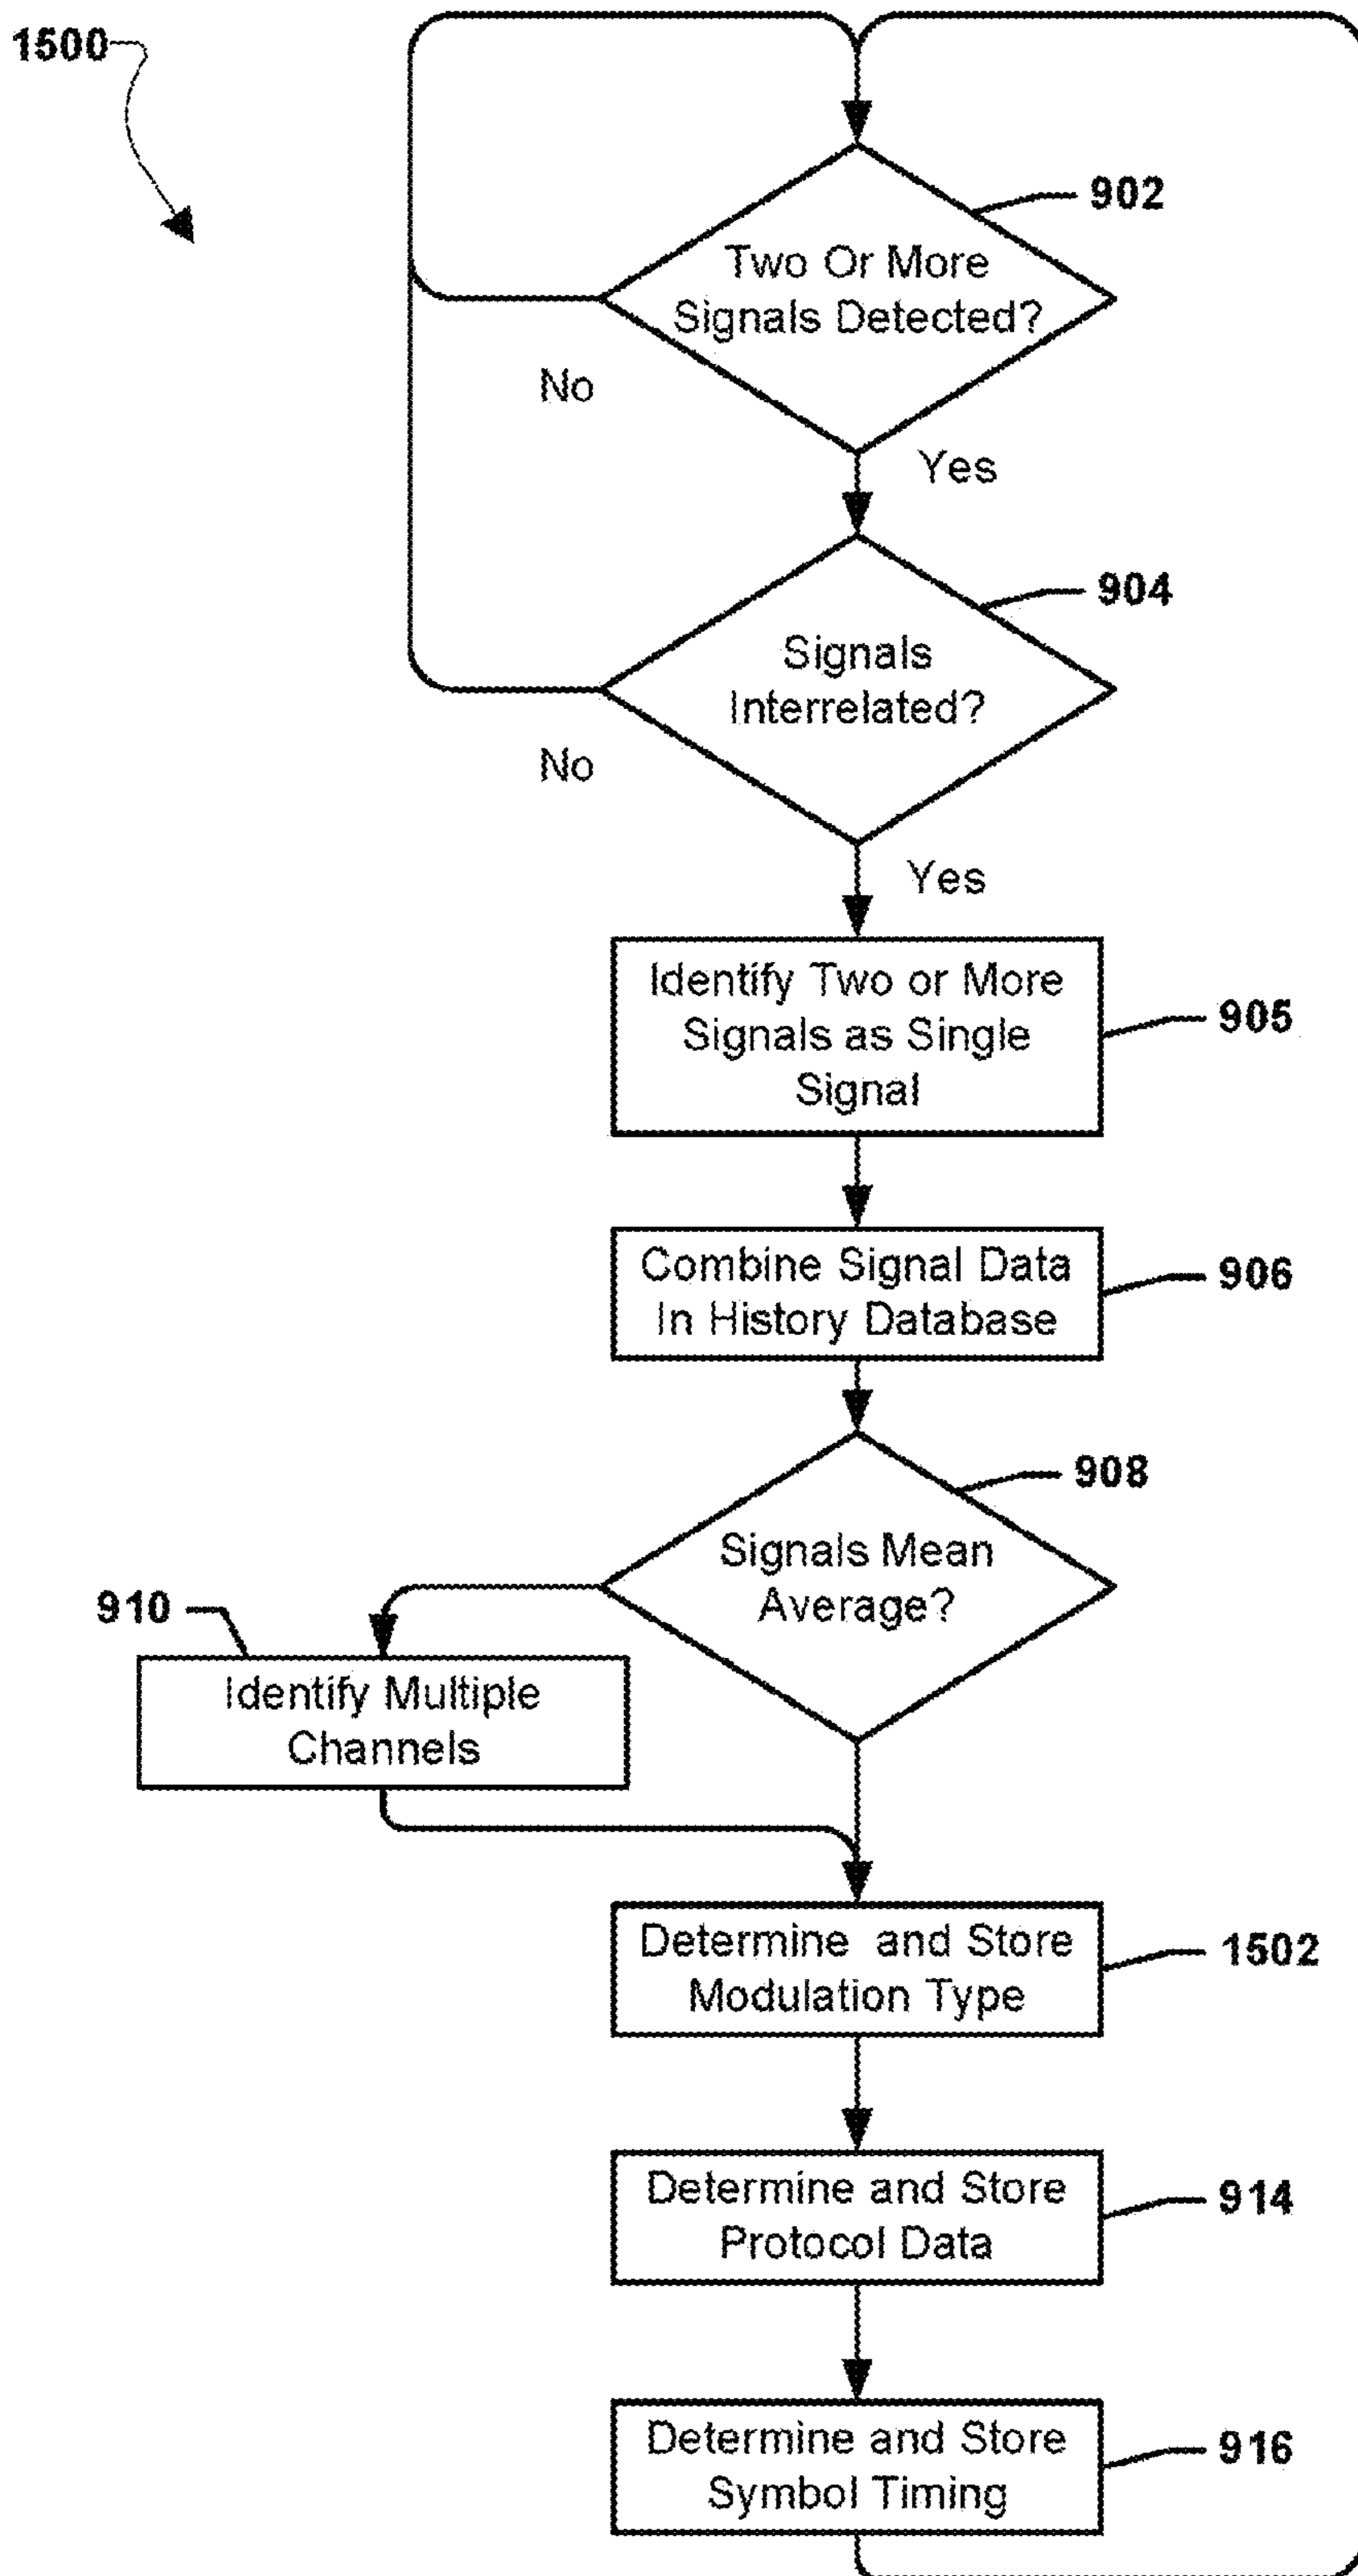 1500
902
Two Or More
Signals Detected?
No
Yes
904
Signals
Interrelated?
No
Yes
Identify Two or More
Signals as Single
Signal
905
Combine Signal Data
In History Database
906
908
Signals Mean
Average?
910
Identify Multiple
Channels
Determine and Store
Modulation Type
1502
Determine and Store
Protocol Data
914
Determine and Store
Symbol Timing
916